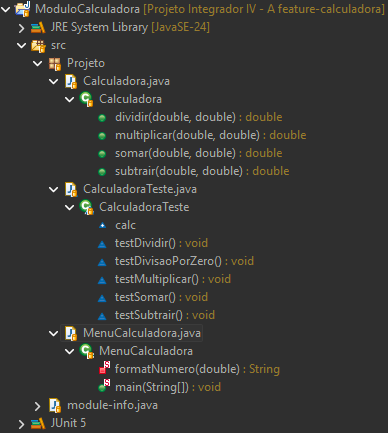 ModuloCalculadora [Projeto Integrador IV - A feature-calculadora]
JRE System Library [JavaSE-24]
src
Projeto
Calculadora.java
Calculadora
dividir(double, double) : double
multiplicar(double, double) : double
somar(double, double) : double
subtrair(double, double) : double
CalculadoraTeste.java
CalculadoraTeste
calc
testDividir() : void
testDivisaoPorZero() : void
testMultiplicar() : void
testSomar() : void
testSubtrair() : void
MenuCalculadora.java
MenuCalculadora
formatNumero(double) : String
main(String[]) : void
module-info.java
JUnit 5